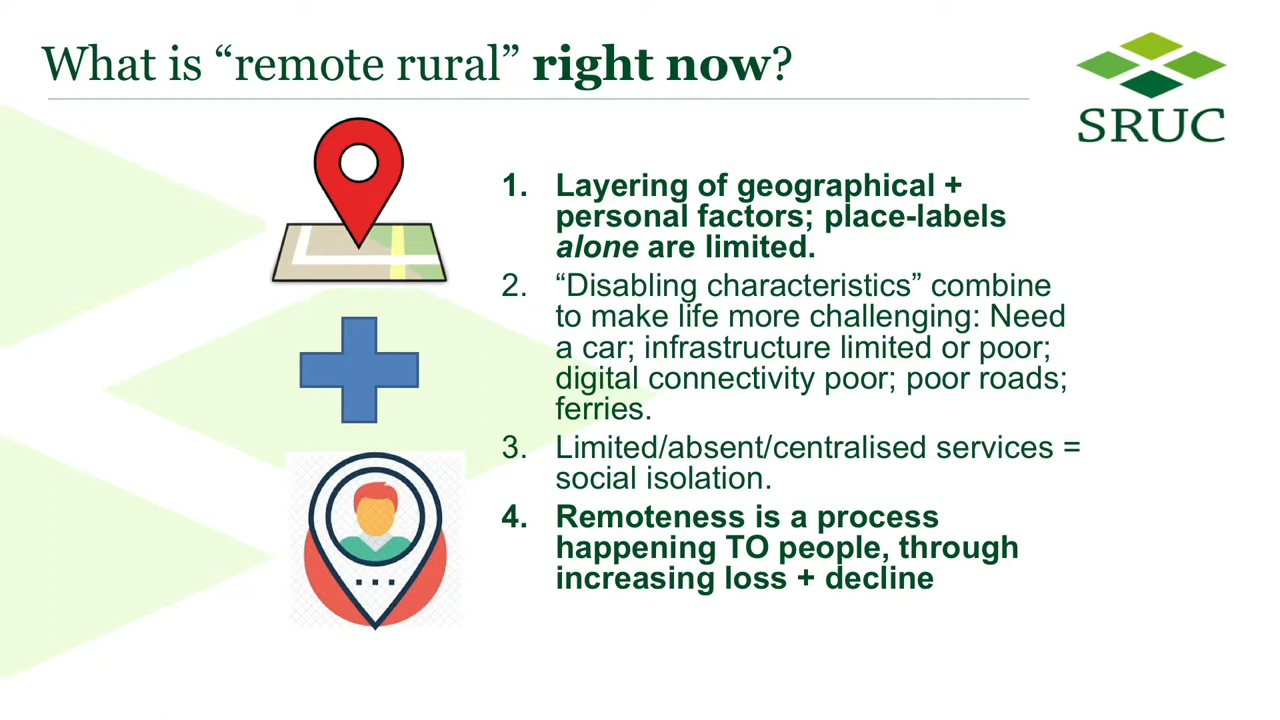 What is “remote rural” right now?
SRUC
1. Layering of geographical +
personal factors; place-labels
alone are limited.
2. “Disabling characteristics” combine
to make life more challenging: Need
a car; infrastructure limited or poor;
digital connectivity poor; poor roads;
ferries.
3. Limited/absent/centralised services =
social isolation.
4. Remoteness is a process
happening TO people, through
increasing loss + decline